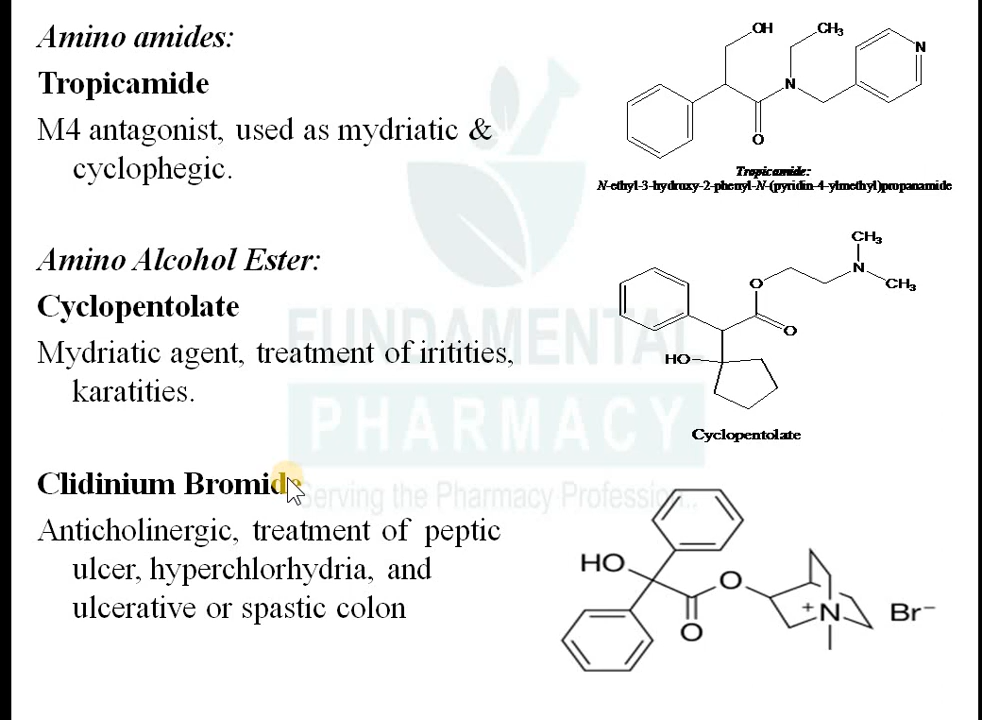 Amino amides:
Tropicamide
M4 antagonist, used as mydriatic &
cyclophegic.
OH
CH₃
N
N
O
Tropicamide:
N-ethyl-3-hydroxy-2-phenyl-N-(pyridin-4-ylmethyl)propanamide
Amino Alcohol Ester:
Cyclopentolate
Mydriatic agent, treatment of iritities,
karatities.
CH₃
N
CH₃
O
O
HO
Cyclopentolate
FUNDAMENTAL
PHARMACY
Serving the Pharmacy Profession..
Clidinium Bromide
Anticholinergic, treatment of peptic
ulcer, hyperchlorhydria, and
ulcerative or spastic colon
HO
O
O
+N
Br⁻